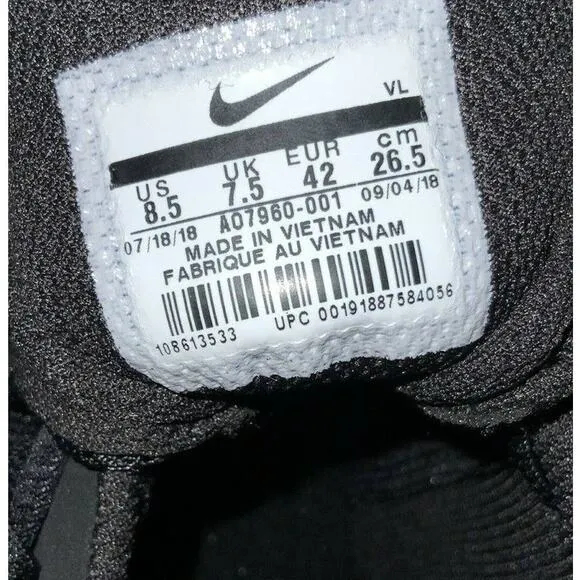 VL
US UK EUR cm
8.5 7.5 42 26.5
07/18/18 AO7960-001 09/04/18
MADE IN VIETNAM
FABRIQUE AU VIETNAM
108613533 UPC 00191887584056